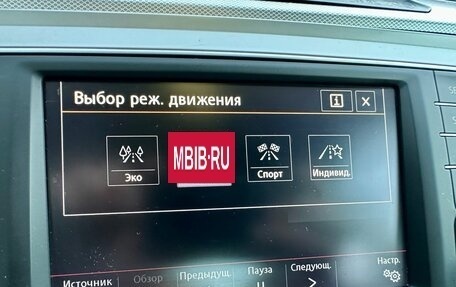 Выбор реж. движения
i X
Эко MBIB·RU Спорт Индивид.
Источник Обзор Предыдущ. Пауза Следующ. Настр.